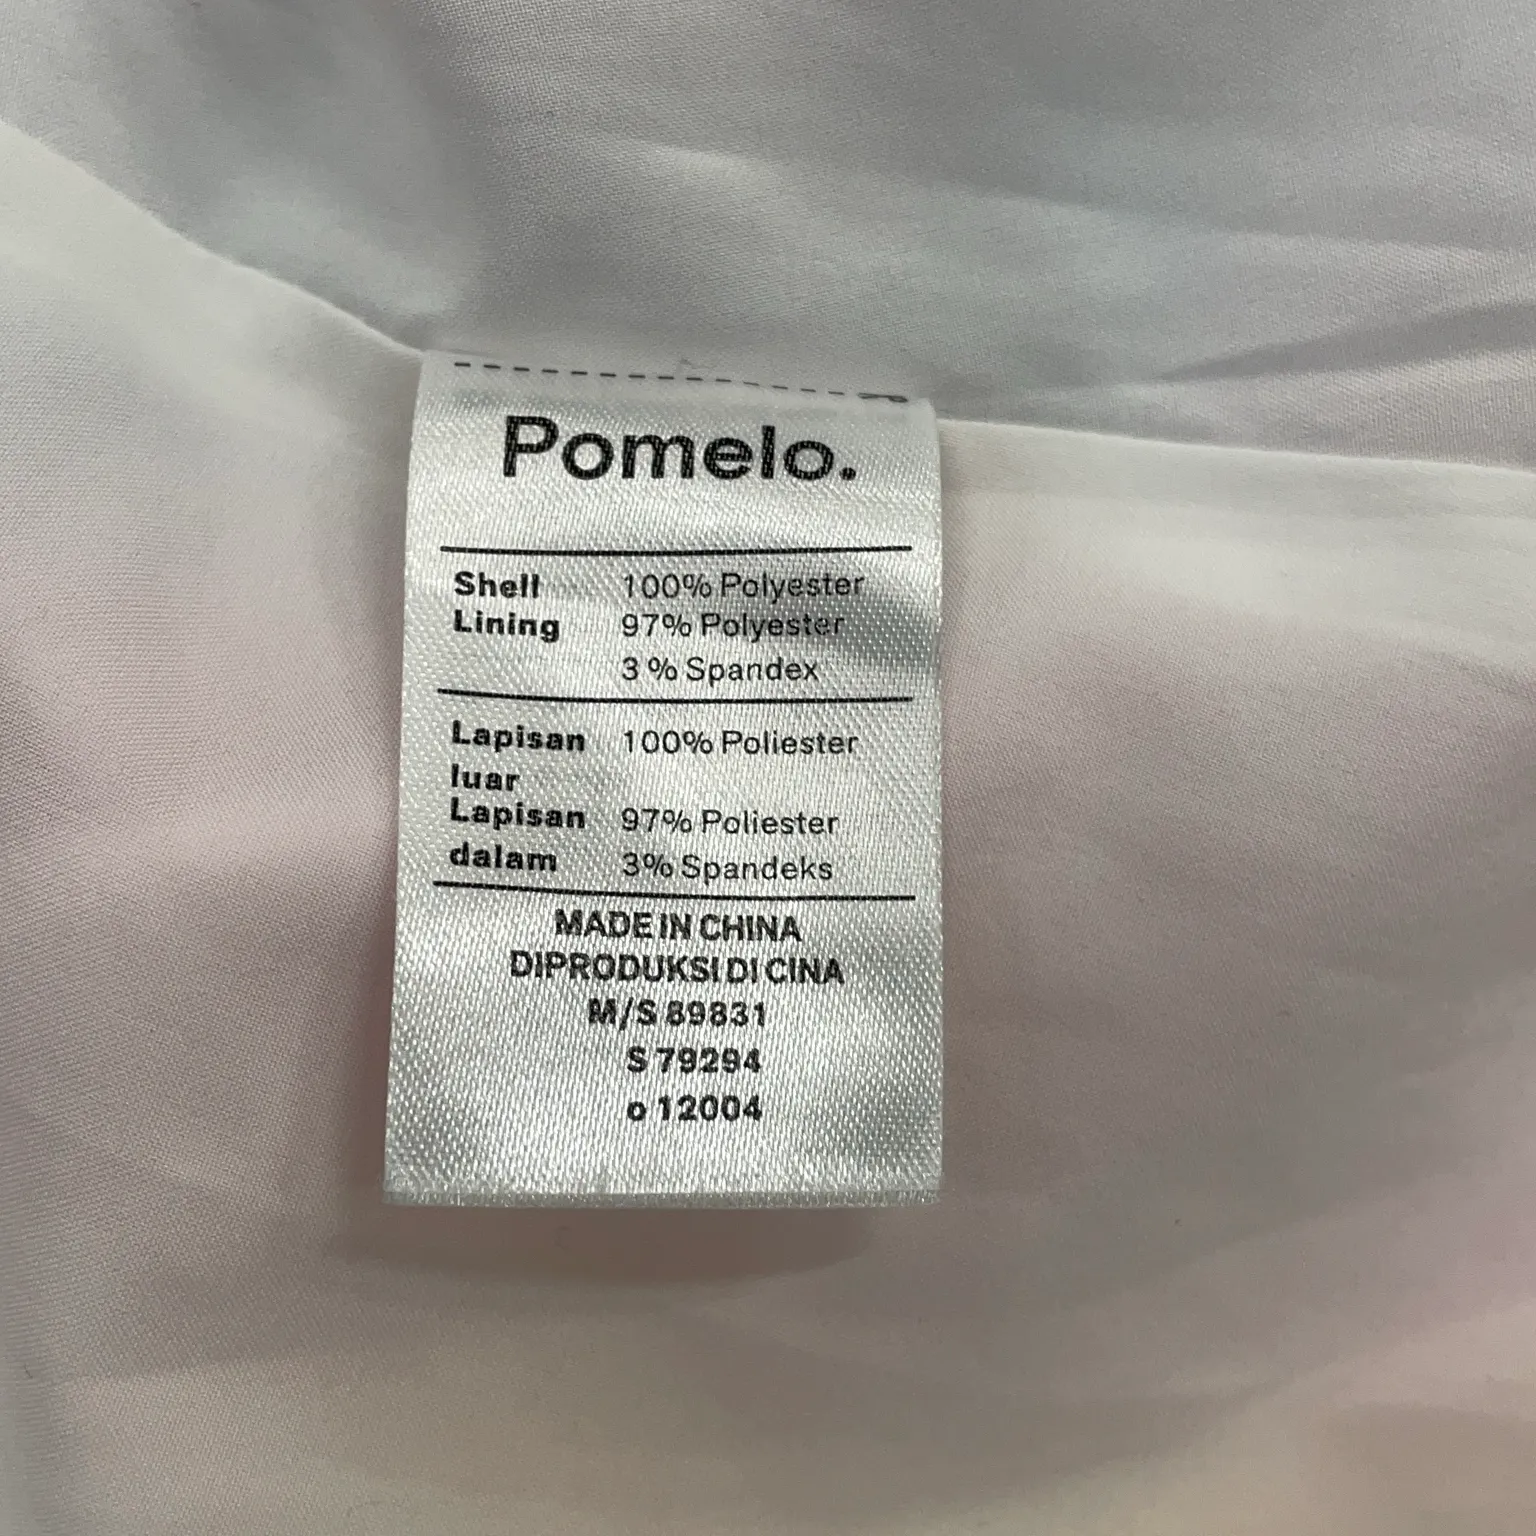 Pomelo.
Shell 100% Polyester
Lining 97% Polyester
3% Spandex
Lapisan 100% Poliester
luar
Lapisan 97% Poliester
dalam 3% Spandeks
MADE IN CHINA
DIPRODUKSI DI CINA
M/S 89831
S 79294
o 12004